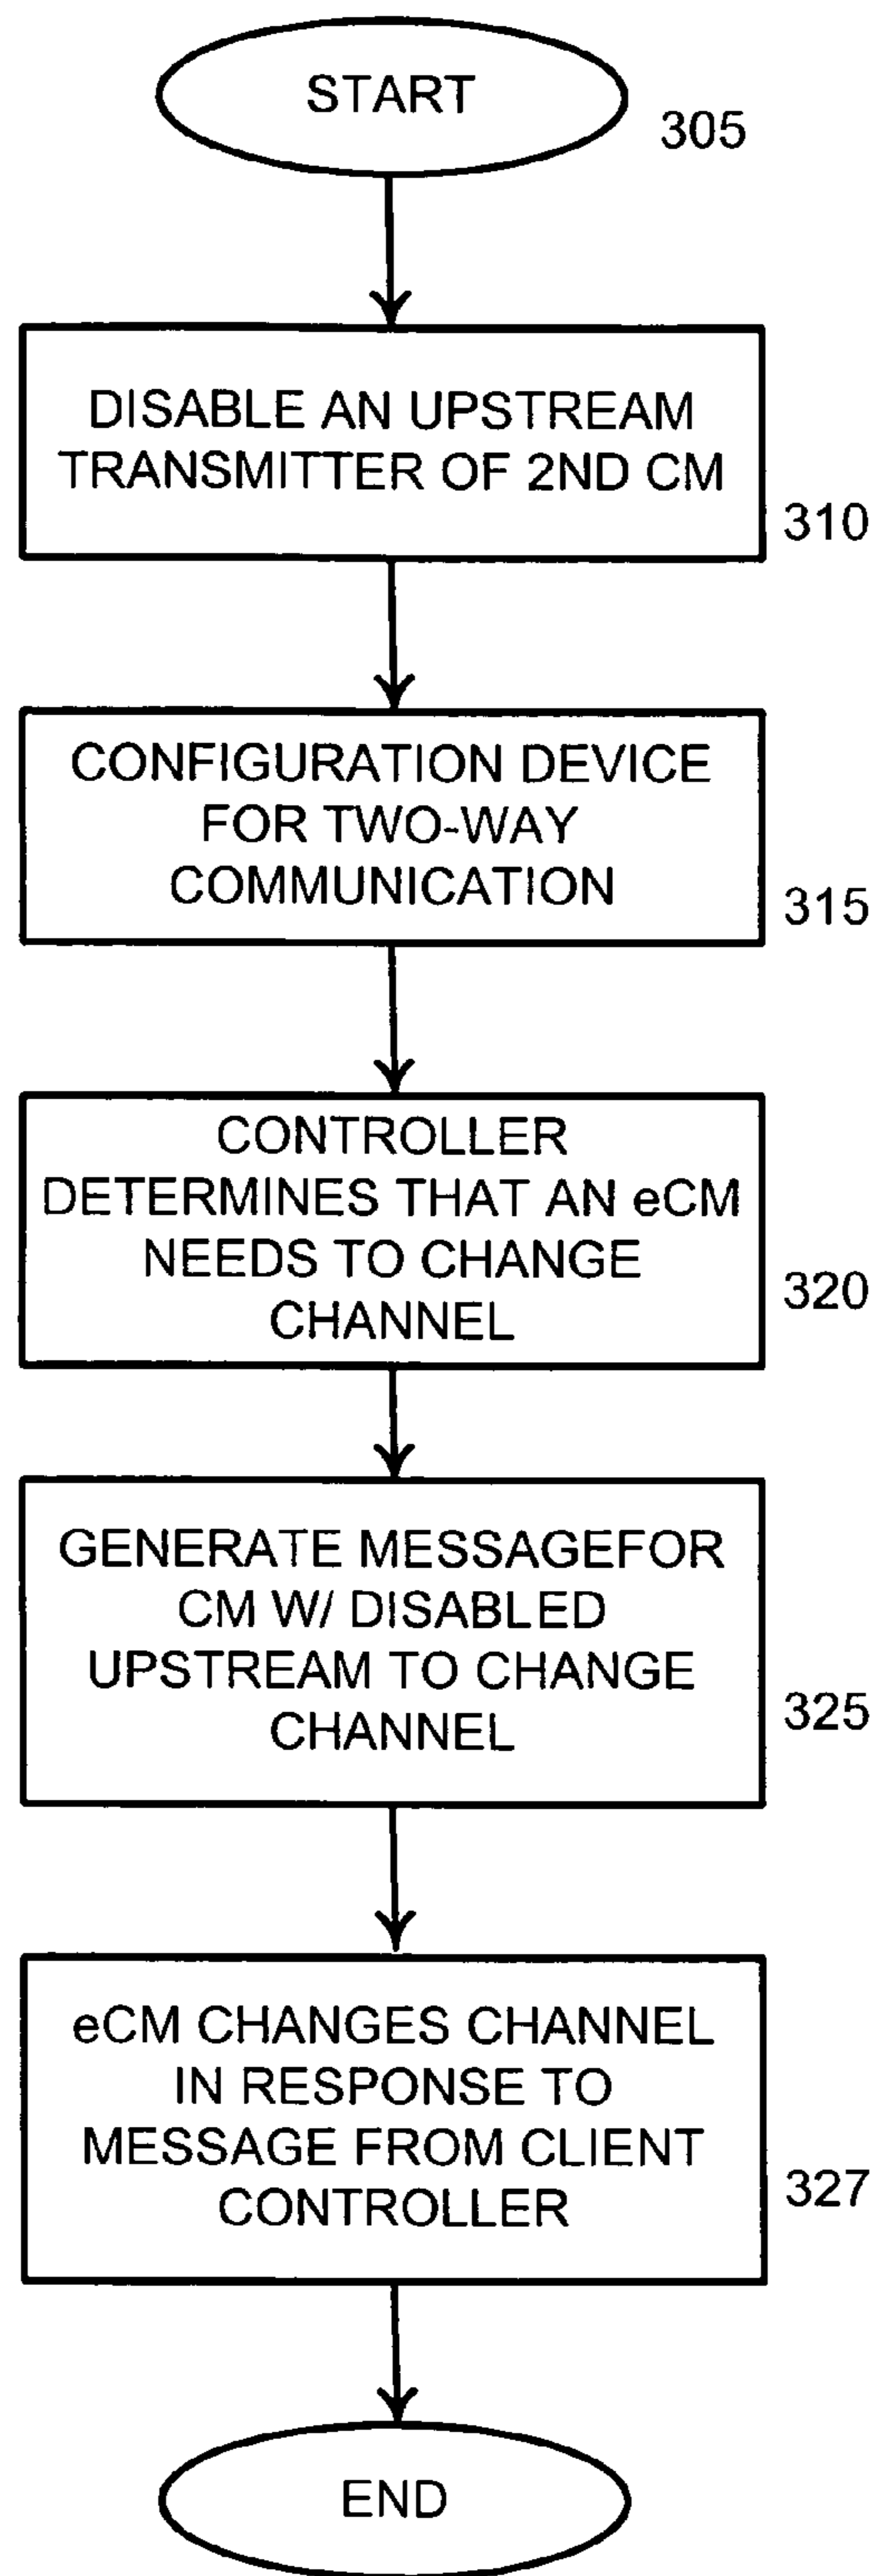 START
305
DISABLE AN UPSTREAM
TRANSMITTER OF 2ND CM
310
CONFIGURATION DEVICE
FOR TWO-WAY
COMMUNICATION
315
CONTROLLER
DETERMINES THAT AN eCM
NEEDS TO CHANGE
CHANNEL
320
GENERATE MESSAGEFOR
CM W/ DISABLED
UPSTREAM TO CHANGE
CHANNEL
325
eCM CHANGES CHANNEL
IN RESPONSE TO
MESSAGE FROM CLIENT
CONTROLLER
327
END